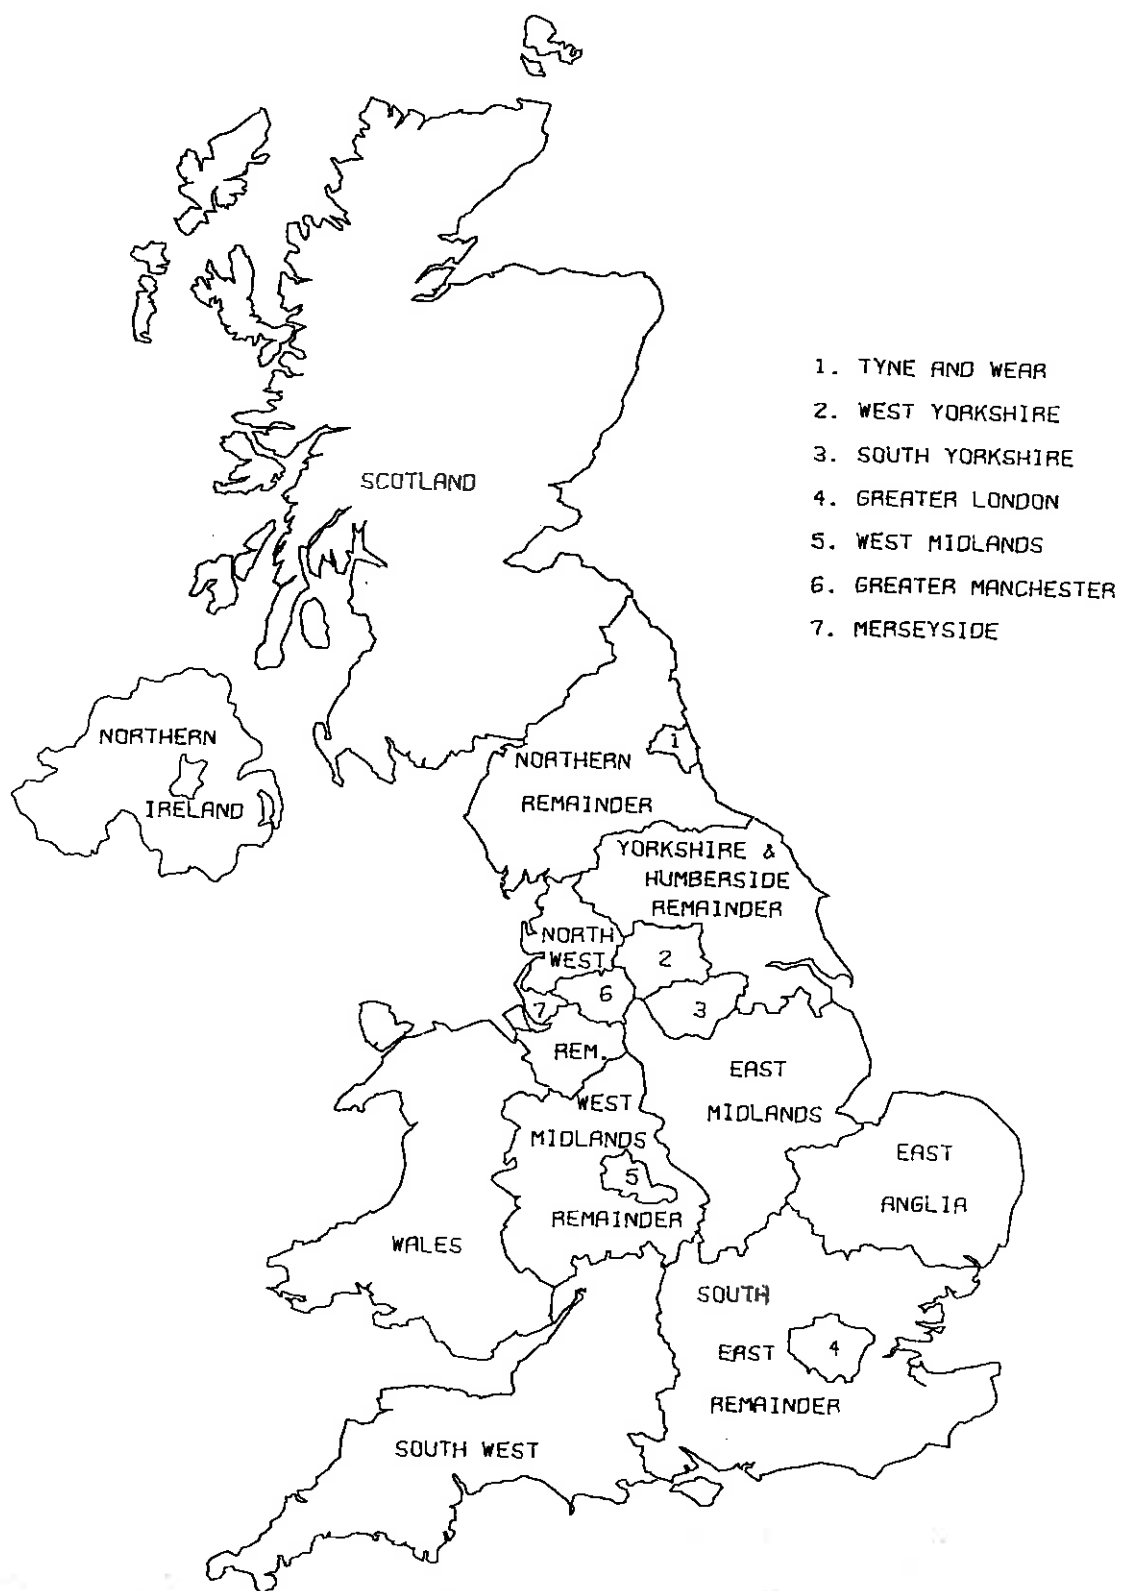 1. TYNE AND WEAR
2. WEST YORKSHIRE
3. SOUTH YORKSHIRE
4. GREATER LONDON
5. WEST MIDLANDS
6. GREATER MANCHESTER
7. MERSEYSIDE
SCOTLAND
NORTHERN
IRELAND
1
NORTHERN
REMAINDER
YORKSHIRE &
HUMBERSIDE
REMAINDER
NORTH
WEST
REM.
2
6
7
3
EAST
MIDLANDS
WEST
MIDLANDS
5
REMAINDER
EAST
ANGLIA
WALES
SOUTH
EAST
REMAINDER
4
SOUTH WEST